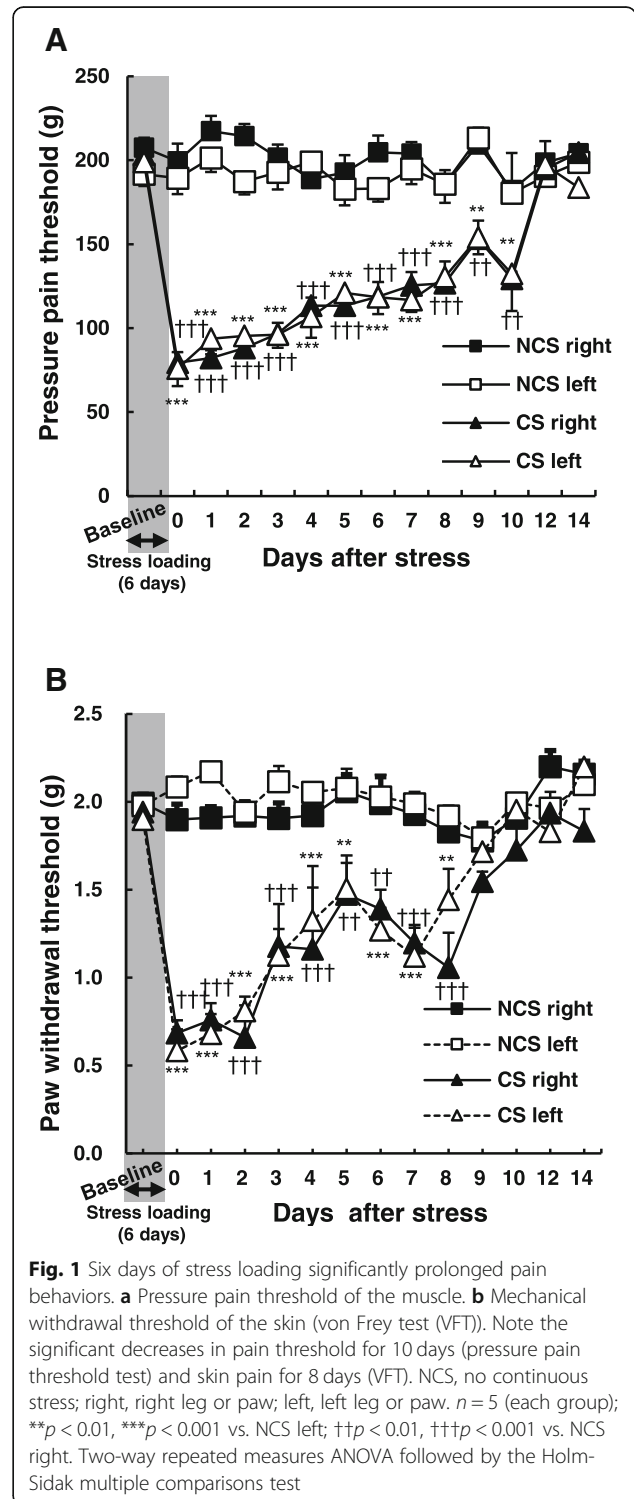 A
Pressure pain threshold (g)
250
200
150
100
50
0
***
†††
***
†††
***
†††
***
†††
†††
***
***
†††
†††
***
†††
***
***
†††
**
††
**
††
NCS right
NCS left
CS right
CS left
Baseline 0 1 2 3 4 5 6 7 8 9 10 12 14
Stress loading
(6 days)
Days after stress
B
Paw withdrawal threshold (g)
2.5
2.0
1.5
1.0
0.5
0.0
†††
***
†††
***
***
†††
†††
***
***
†††
**
††
††
***
†††
***
**
†††
NCS right
NCS left
CS right
CS left
Baseline 0 1 2 3 4 5 6 7 8 9 10 12 14
Stress loading
(6 days)
Days after stress
Fig. 1 Six days of stress loading significantly prolonged pain
behaviors. a Pressure pain threshold of the muscle. b Mechanical
withdrawal threshold of the skin (von Frey test (VFT)). Note the
significant decreases in pain threshold for 10 days (pressure pain
threshold test) and skin pain for 8 days (VFT). NCS, no continuous
stress; right, right leg or paw; left, left leg or paw. n = 5 (each group);
**p < 0.01, ***p < 0.001 vs. NCS left; ††p < 0.01, †††p < 0.001 vs. NCS
right. Two-way repeated measures ANOVA followed by the Holm-
Sidak multiple comparisons test